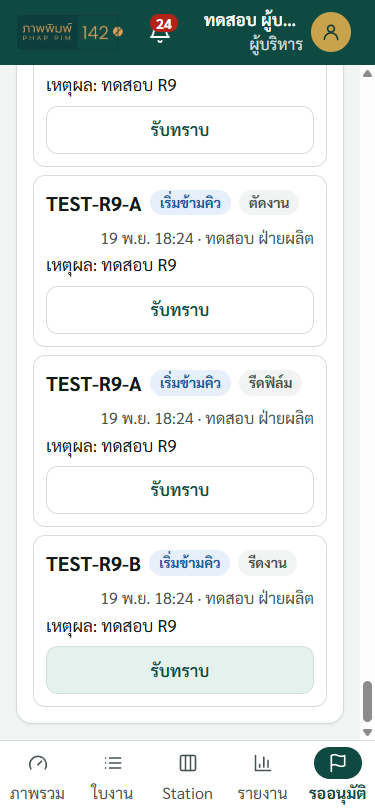 ภาพพิมพ์
PHAP PIM
142
24
ทดสอบ ผู้บ...
ผู้บริหาร
เหตุผล: ทดสอบ R9
รับทราบ
TEST-R9-A เริ่มข้ามคิว ตัดงาน
19 พ.ย. 18:24 · ทดสอบ ฝ่ายผลิต
เหตุผล: ทดสอบ R9
รับทราบ
TEST-R9-A เริ่มข้ามคิว รีดฟิล์ม
19 พ.ย. 18:24 · ทดสอบ ฝ่ายผลิต
เหตุผล: ทดสอบ R9
รับทราบ
TEST-R9-B เริ่มข้ามคิว รีดงาน
19 พ.ย. 18:24 · ทดสอบ ฝ่ายผลิต
เหตุผล: ทดสอบ R9
รับทราบ
ภาพรวม ใบงาน Station รายงาน รออนุมัติ